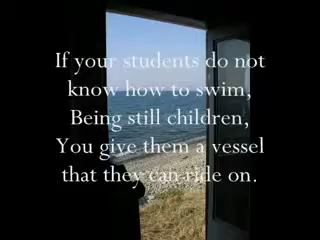 If your students do not
know how to swim,
Being still children,
You give them a vessel
that they can ride on.